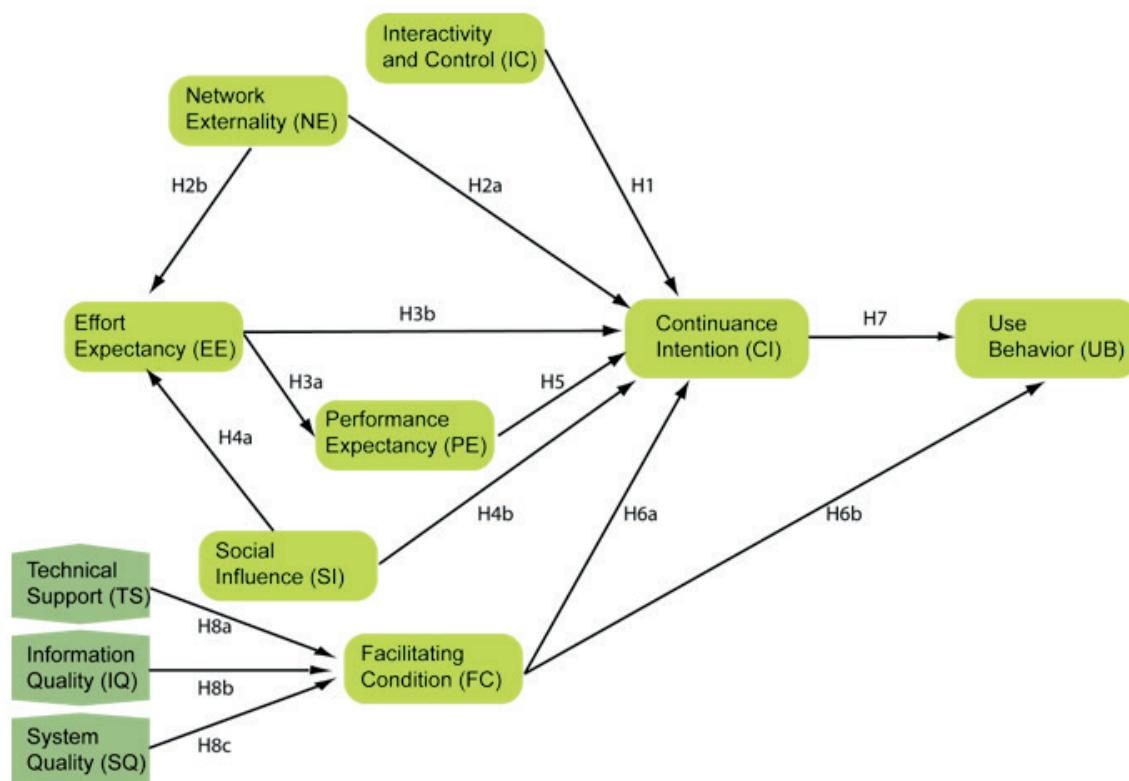 Interactivity
and Control (IC)
Network
Externality (NE)
H2b
H2a
H1
Effort
Expectancy (EE)
H3b
Continuance
Intention (CI)
H7
Use
Behavior (UB)
H3a
H5
Performance
Expectancy (PE)
H4a
H4b
H6a
H6b
Social
Influence (SI)
Technical
Support (TS)
H8a
Information
Quality (IQ)
H8b
Facilitating
Condition (FC)
System
Quality (SQ)
H8c